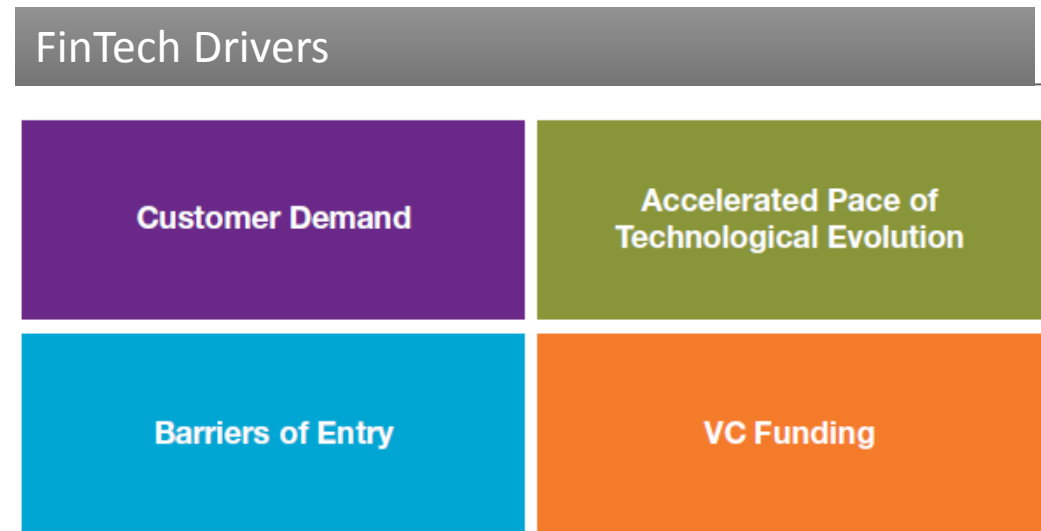 FinTech Drivers
Customer Demand
Accelerated Pace of
Technological Evolution
Barriers of Entry
VC Funding